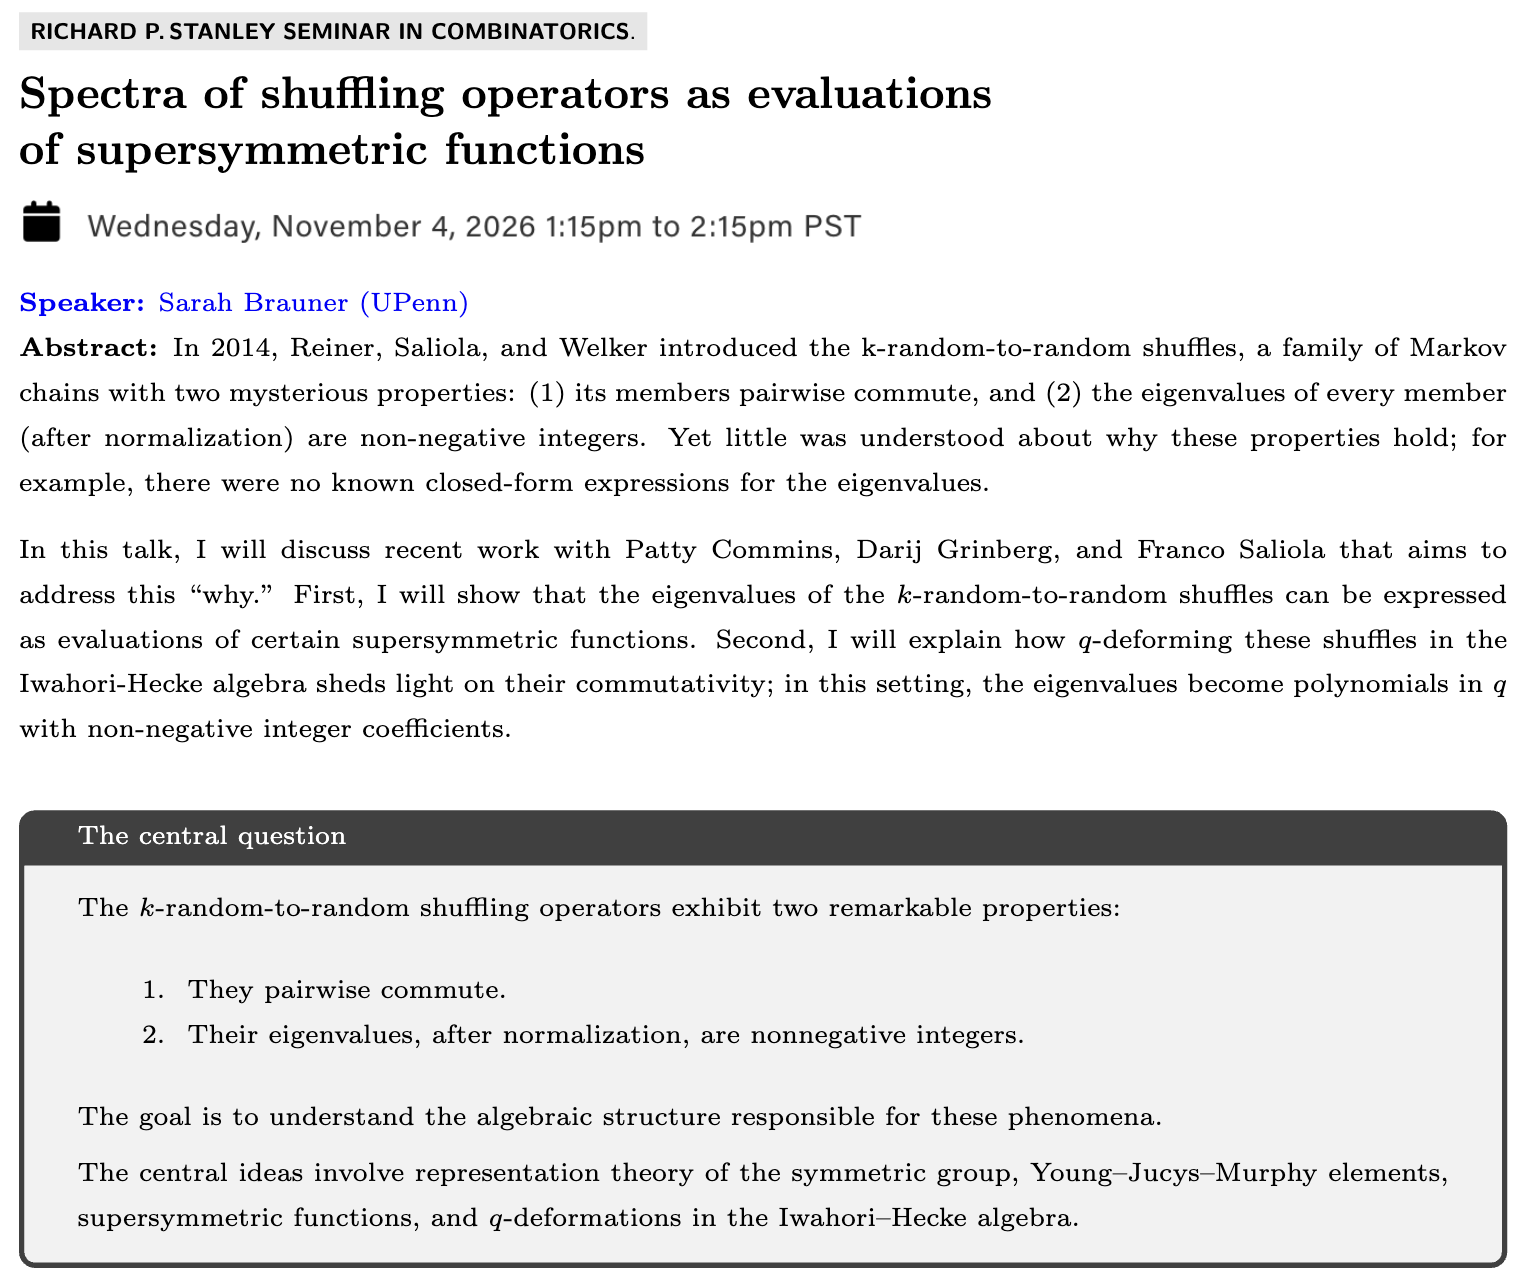 RICHARD P. STANLEY SEMINAR IN COMBINATORICS.
Spectra of shuffling operators as evaluations
of supersymmetric functions
Wednesday, November 4, 2026 1:15pm to 2:15pm PST
Speaker: Sarah Brauner (UPenn)
Abstract: In 2014, Reiner, Saliola, and Welker introduced the k-random-to-random shuffles, a family of Markov
chains with two mysterious properties: (1) its members pairwise commute, and (2) the eigenvalues of every member
(after normalization) are non-negative integers. Yet little was understood about why these properties hold; for
example, there were no known closed-form expressions for the eigenvalues.
In this talk, I will discuss recent work with Patty Commins, Darij Grinberg, and Franco Saliola that aims to
address this “why.” First, I will show that the eigenvalues of the k-random-to-random shuffles can be expressed
as evaluations of certain supersymmetric functions. Second, I will explain how q-deforming these shuffles in the
Iwahori-Hecke algebra sheds light on their commutativity; in this setting, the eigenvalues become polynomials in q
with non-negative integer coefficients.
The central question
The k-random-to-random shuffling operators exhibit two remarkable properties:
1. They pairwise commute.
2. Their eigenvalues, after normalization, are nonnegative integers.
The goal is to understand the algebraic structure responsible for these phenomena.
The central ideas involve representation theory of the symmetric group, Young–Jucys–Murphy elements,
supersymmetric functions, and q-deformations in the Iwahori–Hecke algebra.